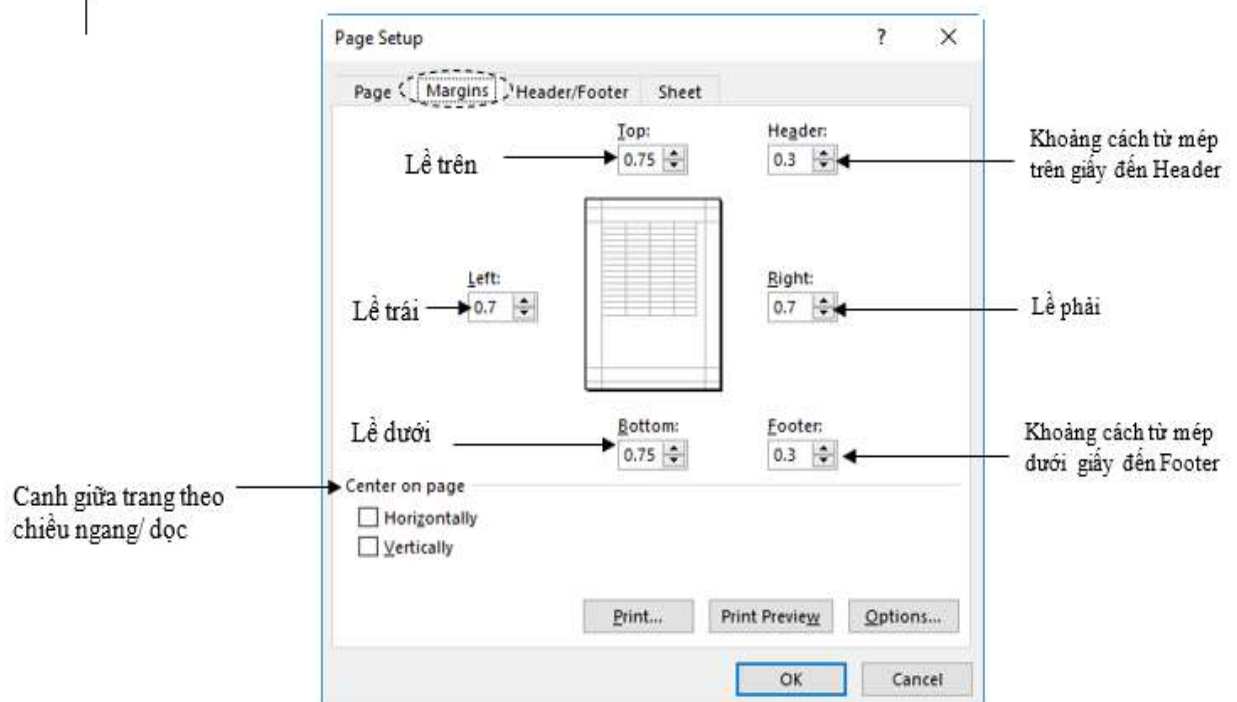 Page Setup
? ×
Page Margins Header/Footer Sheet
Top: Header:
Lề trên 0.75 0.3 Khoảng cách từ mép
trên giấy đến Header
Left: Right:
Lề trái 0.7 0.7 Lề phải
Bottom: Footer:
Lề dưới 0.75 0.3 Khoảng cách từ mép
dưới giấy đến Footer
Center on page
Canh giữa trang theo
chiều ngang/ dọc
Horizontally
Vertically
Print... Print Preview Options...
OK Cancel